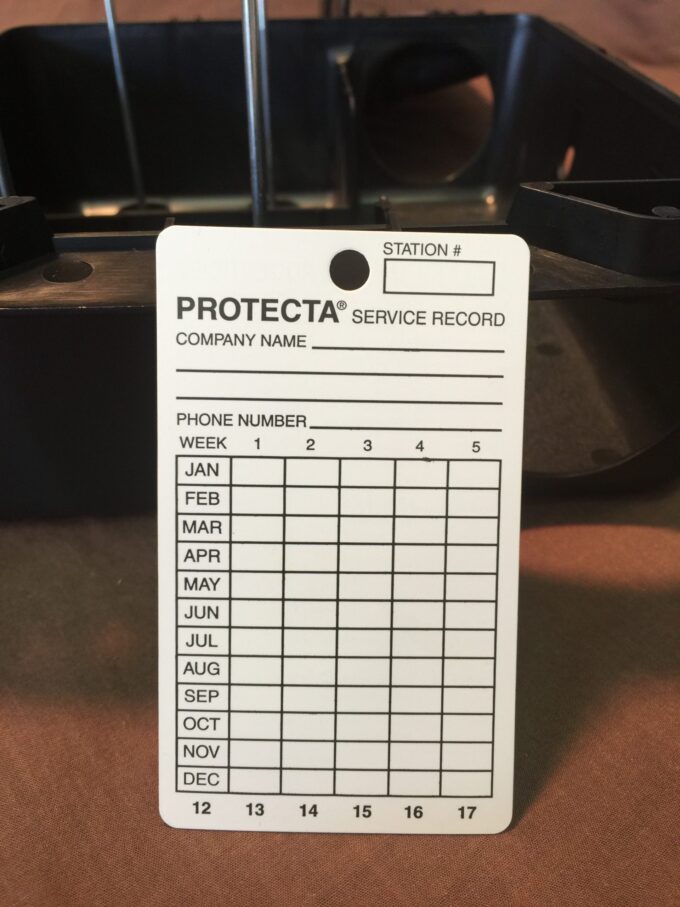 STATION #
PROTECTA® SERVICE RECORD
COMPANY NAME
PHONE NUMBER
WEEK 1 2 3 4 5
JAN
FEB
MAR
APR
MAY
JUN
JUL
AUG
SEP
OCT
NOV
DEC
12 13 14 15 16 17